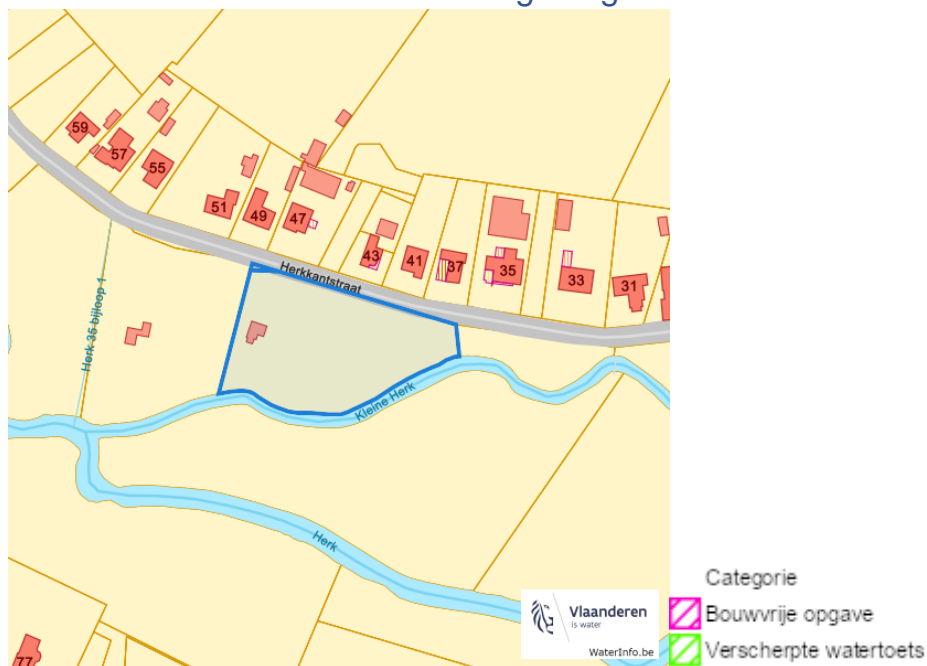 59
57
55
51
49
47
43
41
37
35
33
31
Herkkantstraat
Herk 35 bijloop 1
Kleine Herk
Herk
77
Vlaanderen
is water
WaterInfo.be
Categorie
Bouwvrije opgave
Verscherpte watertoets